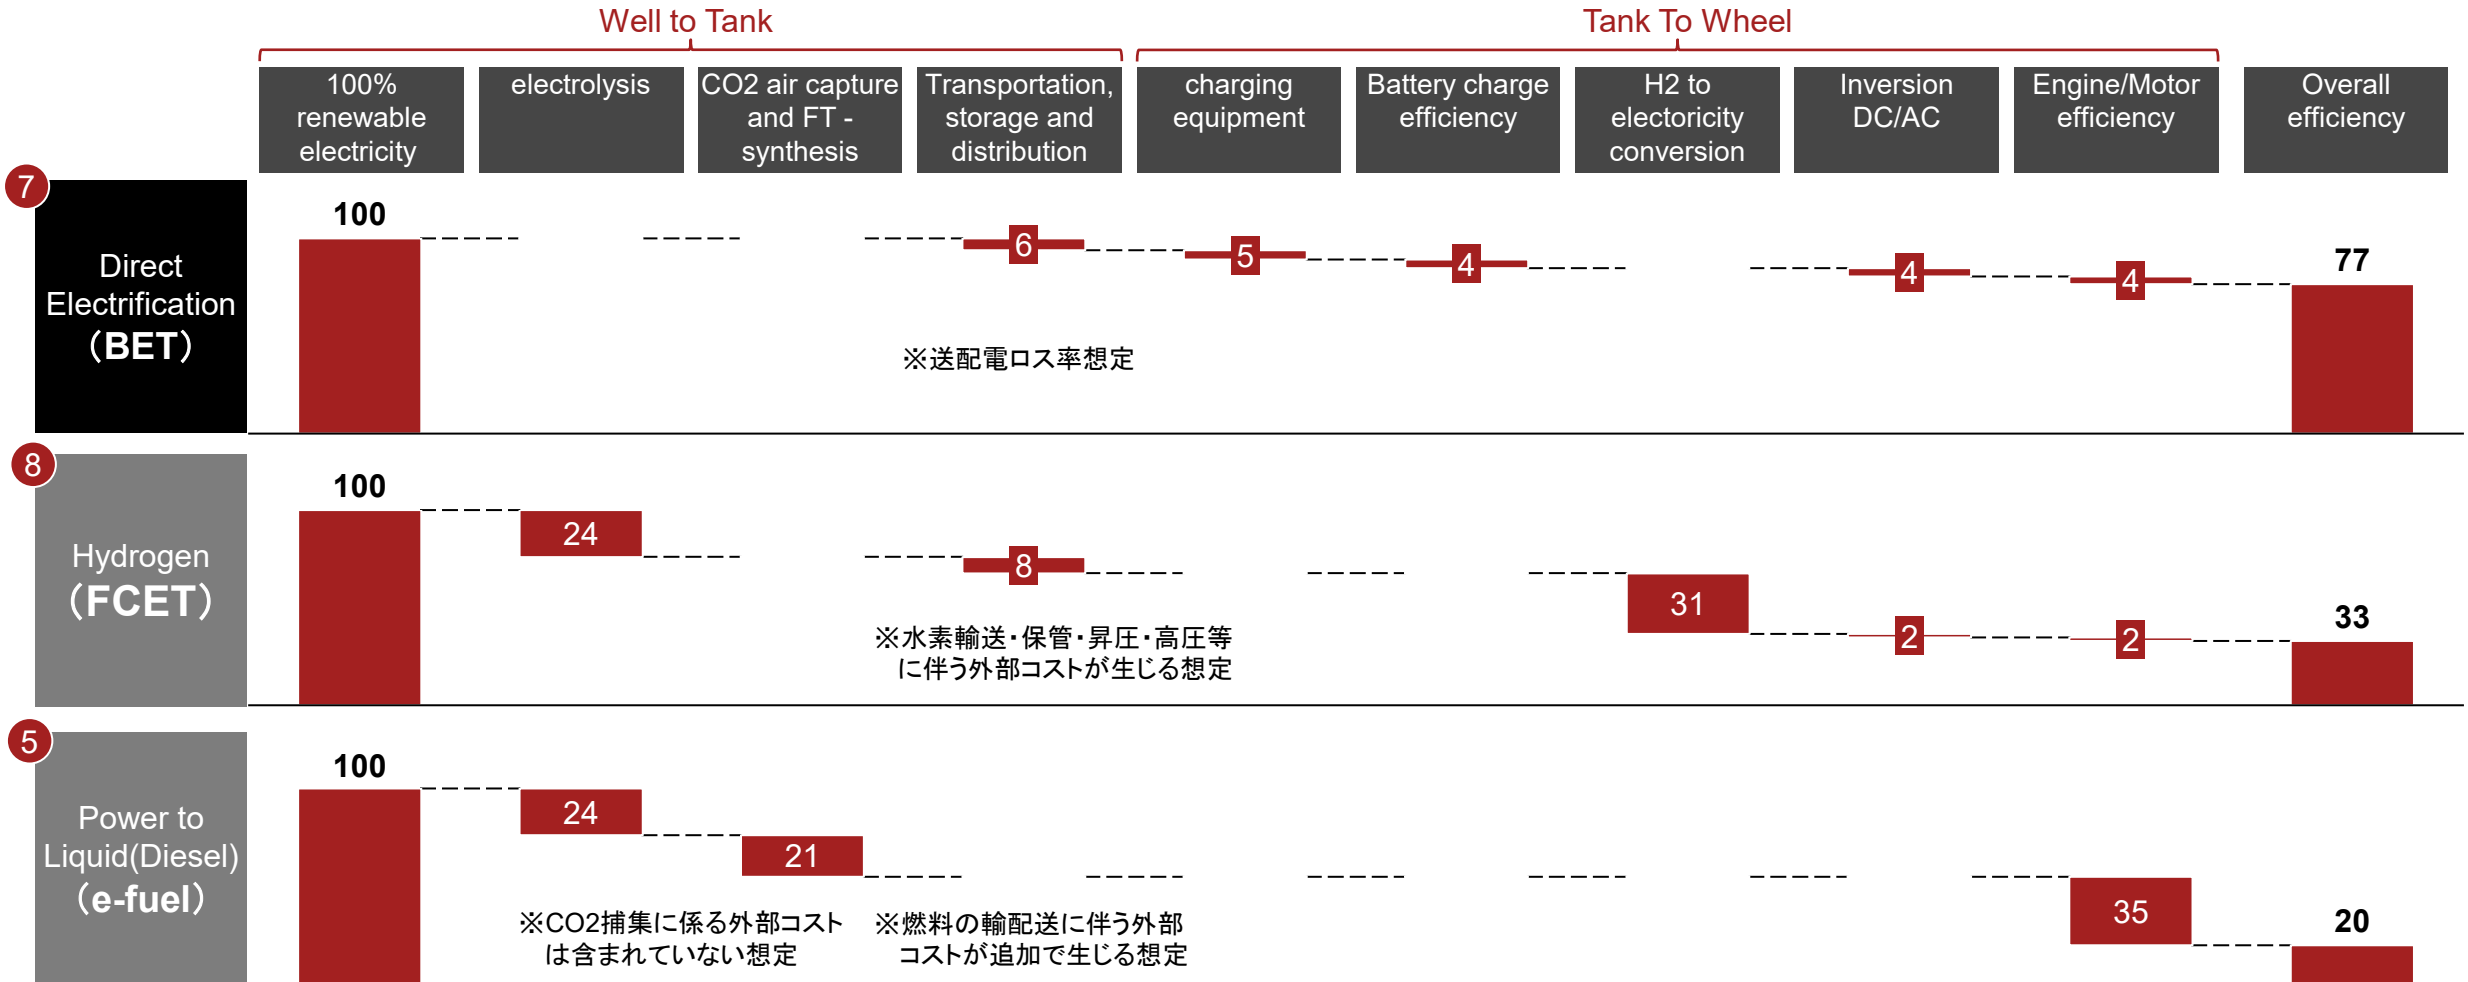 Well to Tank
Tank To Wheel
100%
renewable
electricity
electrolysis
CO2 air capture
and FT -
synthesis
Transportation,
storage and
distribution
charging
equipment
Battery charge
efficiency
H2 to
electoricity
conversion
Inversion
DC/AC
Engine/Motor
efficiency
Overall
efficiency
7
Direct
Electrification
（BET）
100
6
5
4
4
4
77
※送配電ロス率想定
8
Hydrogen
（FCET）
100
24
8
31
2
2
33
※水素輸送・保管・昇圧・高圧等
に伴う外部コストが生じる想定
5
Power to
Liquid(Diesel)
（e-fuel）
100
24
21
35
20
※CO2捕集に係る外部コスト
は含まれていない想定
※燃料の輸配送に伴う外部
コストが追加で生じる想定